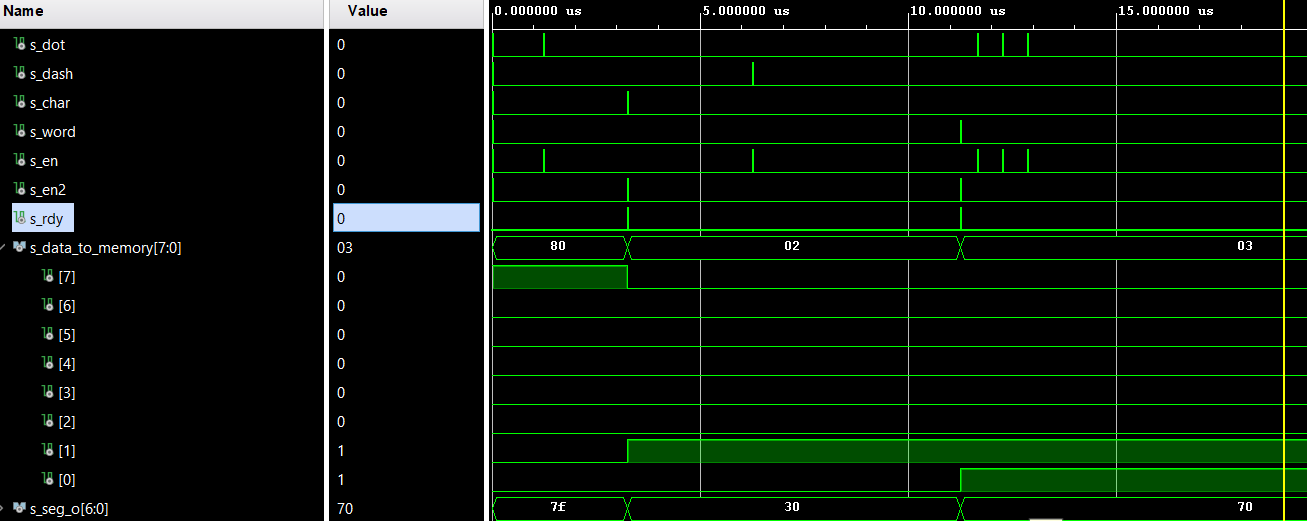 Name Value 0.000000 us 5.000000 us 10.000000 us 15.000000 us
s_dot 0
s_dash 0
s_char 0
s_word 0
s_en 0
s_en2 0
s_rdy 0
s_data_to_memory[7:0] 03 80 02 03
[7] 0
[6] 0
[5] 0
[4] 0
[3] 0
[2] 0
[1] 1
[0] 1
s_seg_o[6:0] 70 7f 30 70